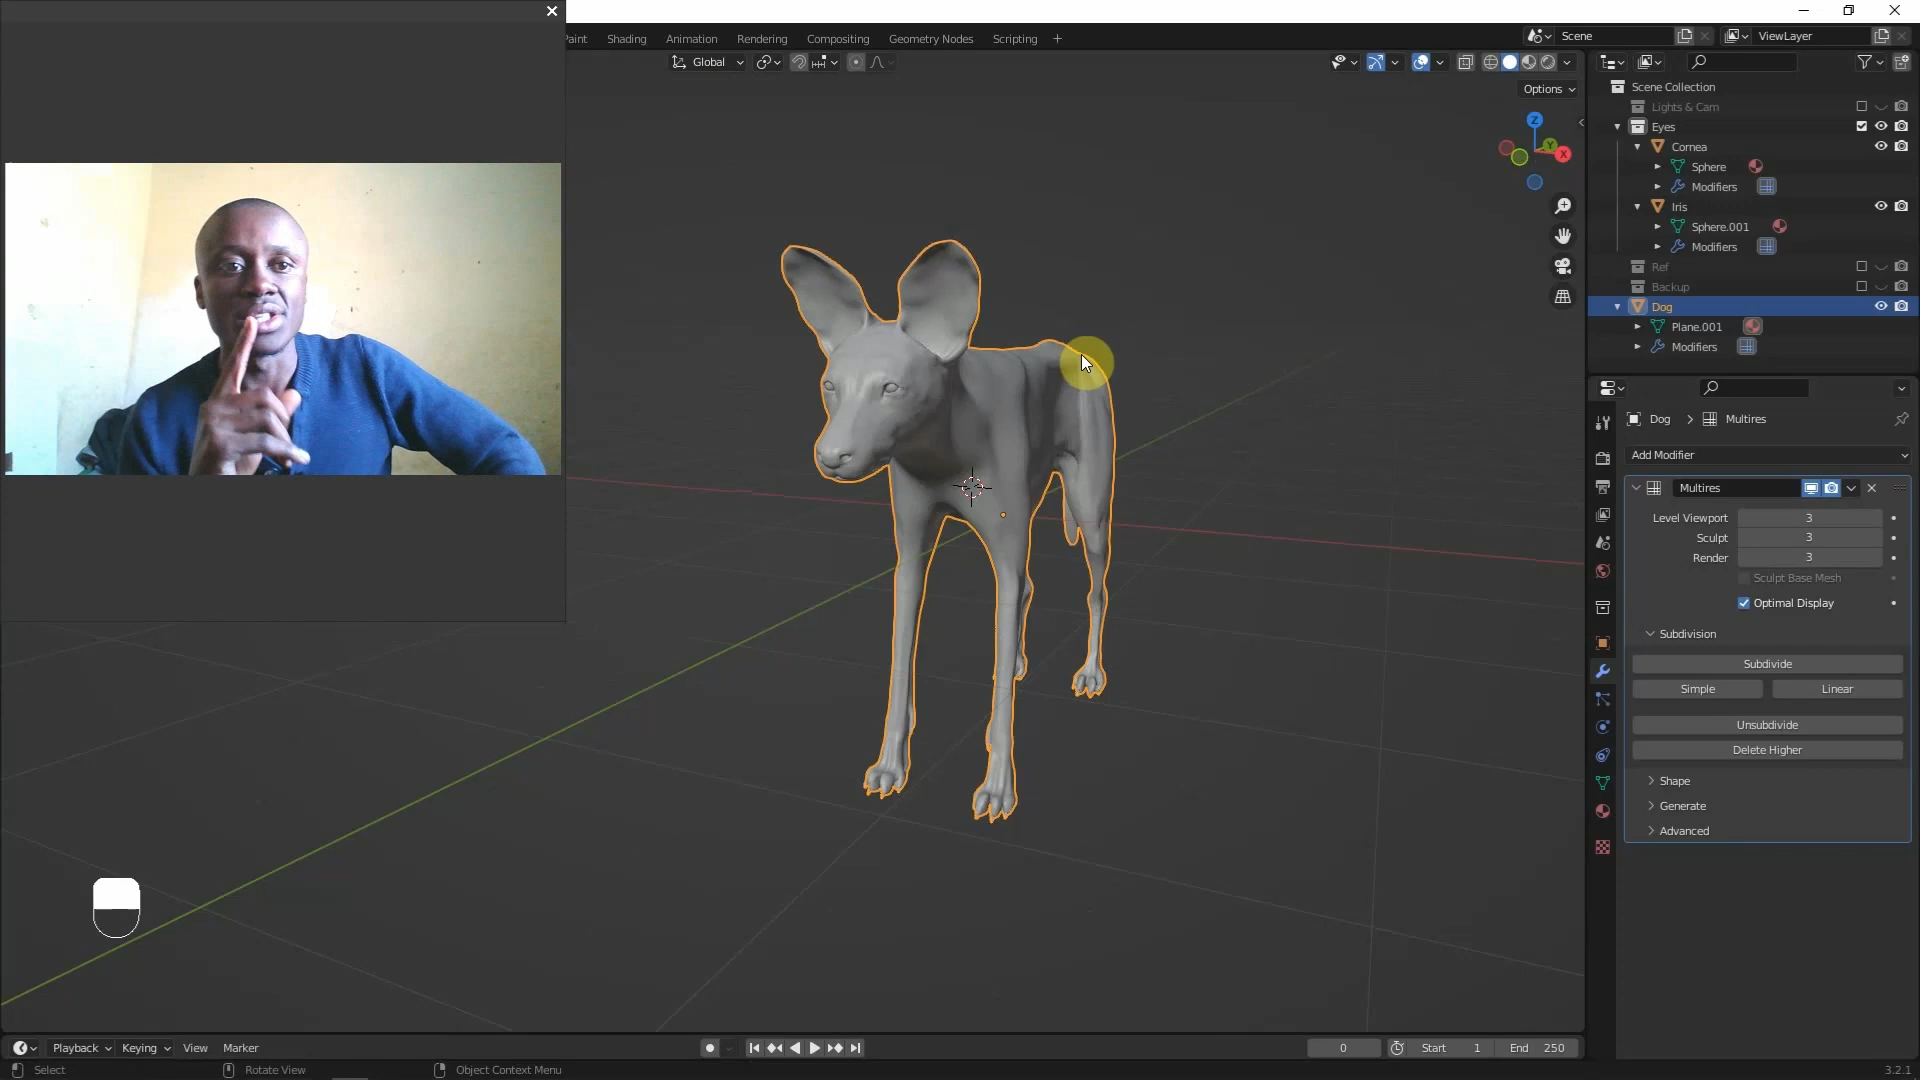 aint Shading Animation Rendering Compositing Geometry Nodes Scripting +
Scene
ViewLayer
Global
Options
Z
Y
X
Scene Collection
Lights & Cam
Eyes
Cornea
Sphere
Modifiers
Iris
Sphere.001
Modifiers
Ref
Backup
Dog
Plane.001
Modifiers
Dog > Multires
Add Modifier
Multires
Level Viewport 3
Sculpt 3
Render 3
Sculpt Base Mesh
Optimal Display
Subdivision
Subdivide
Simple Linear
Unsubdivide
Delete Higher
Shape
Generate
Advanced
Playback Keying View Marker
0
Start 1 End 250
Select Rotate View Object Context Menu
3.2.1